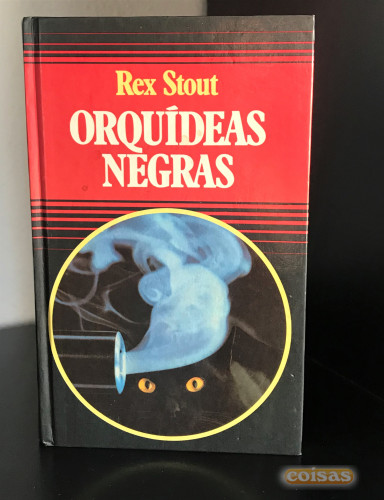 Rex Stout
ORQUÍDEAS
NEGRAS
coisas